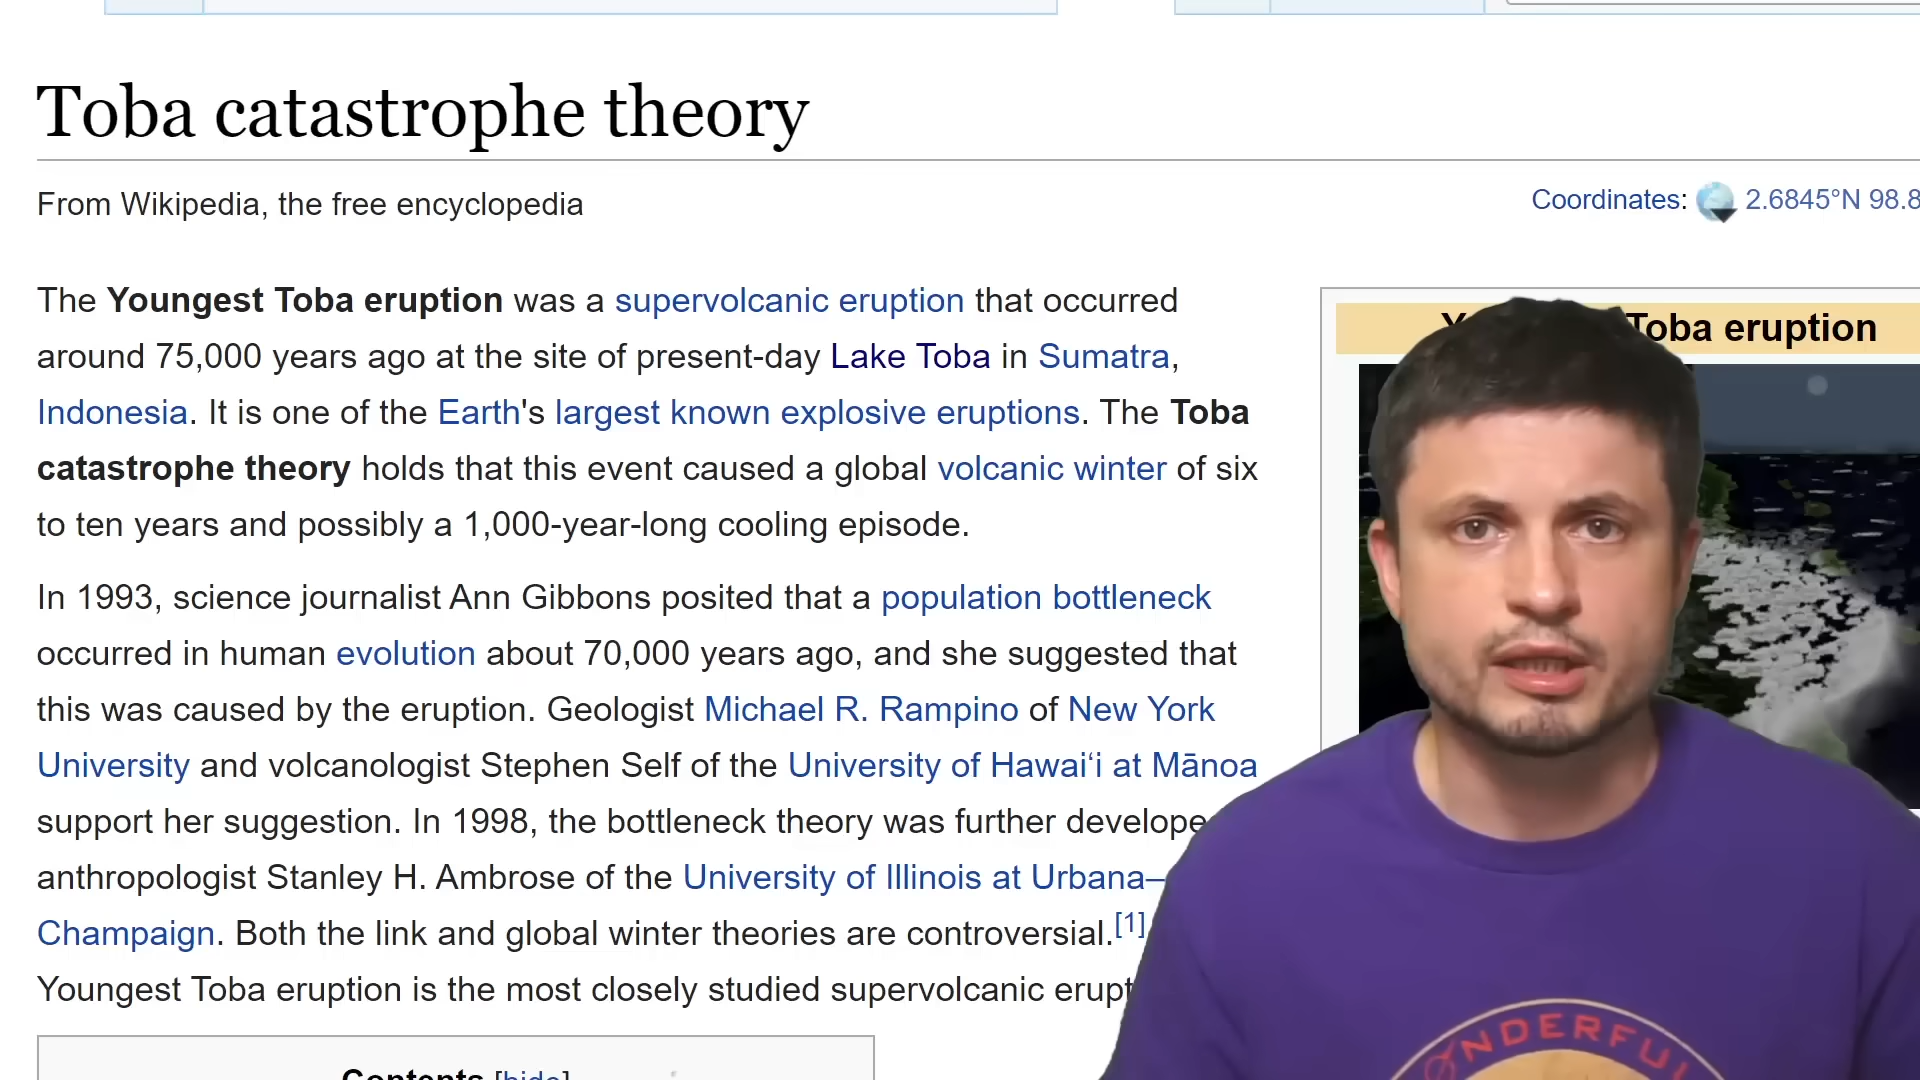 Toba catastrophe theory
From Wikipedia, the free encyclopedia
Coordinates: 2.6845°N 98.8
The Youngest Toba eruption was a supervolcanic eruption that occurred
around 75,000 years ago at the site of present-day Lake Toba in Sumatra,
Indonesia. It is one of the Earth's largest known explosive eruptions. The Toba
catastrophe theory holds that this event caused a global volcanic winter of six
to ten years and possibly a 1,000-year-long cooling episode.
In 1993, science journalist Ann Gibbons posited that a population bottleneck
occurred in human evolution about 70,000 years ago, and she suggested that
this was caused by the eruption. Geologist Michael R. Rampino of New York
University and volcanologist Stephen Self of the University of Hawaiʻi at Mānoa
support her suggestion. In 1998, the bottleneck theory was further develope
anthropologist Stanley H. Ambrose of the University of Illinois at Urbana–
Champaign. Both the link and global winter theories are controversial.[1]
Youngest Toba eruption is the most closely studied supervolcanic erupt
Contents [hide]
Toba eruption
ØNDERFUL